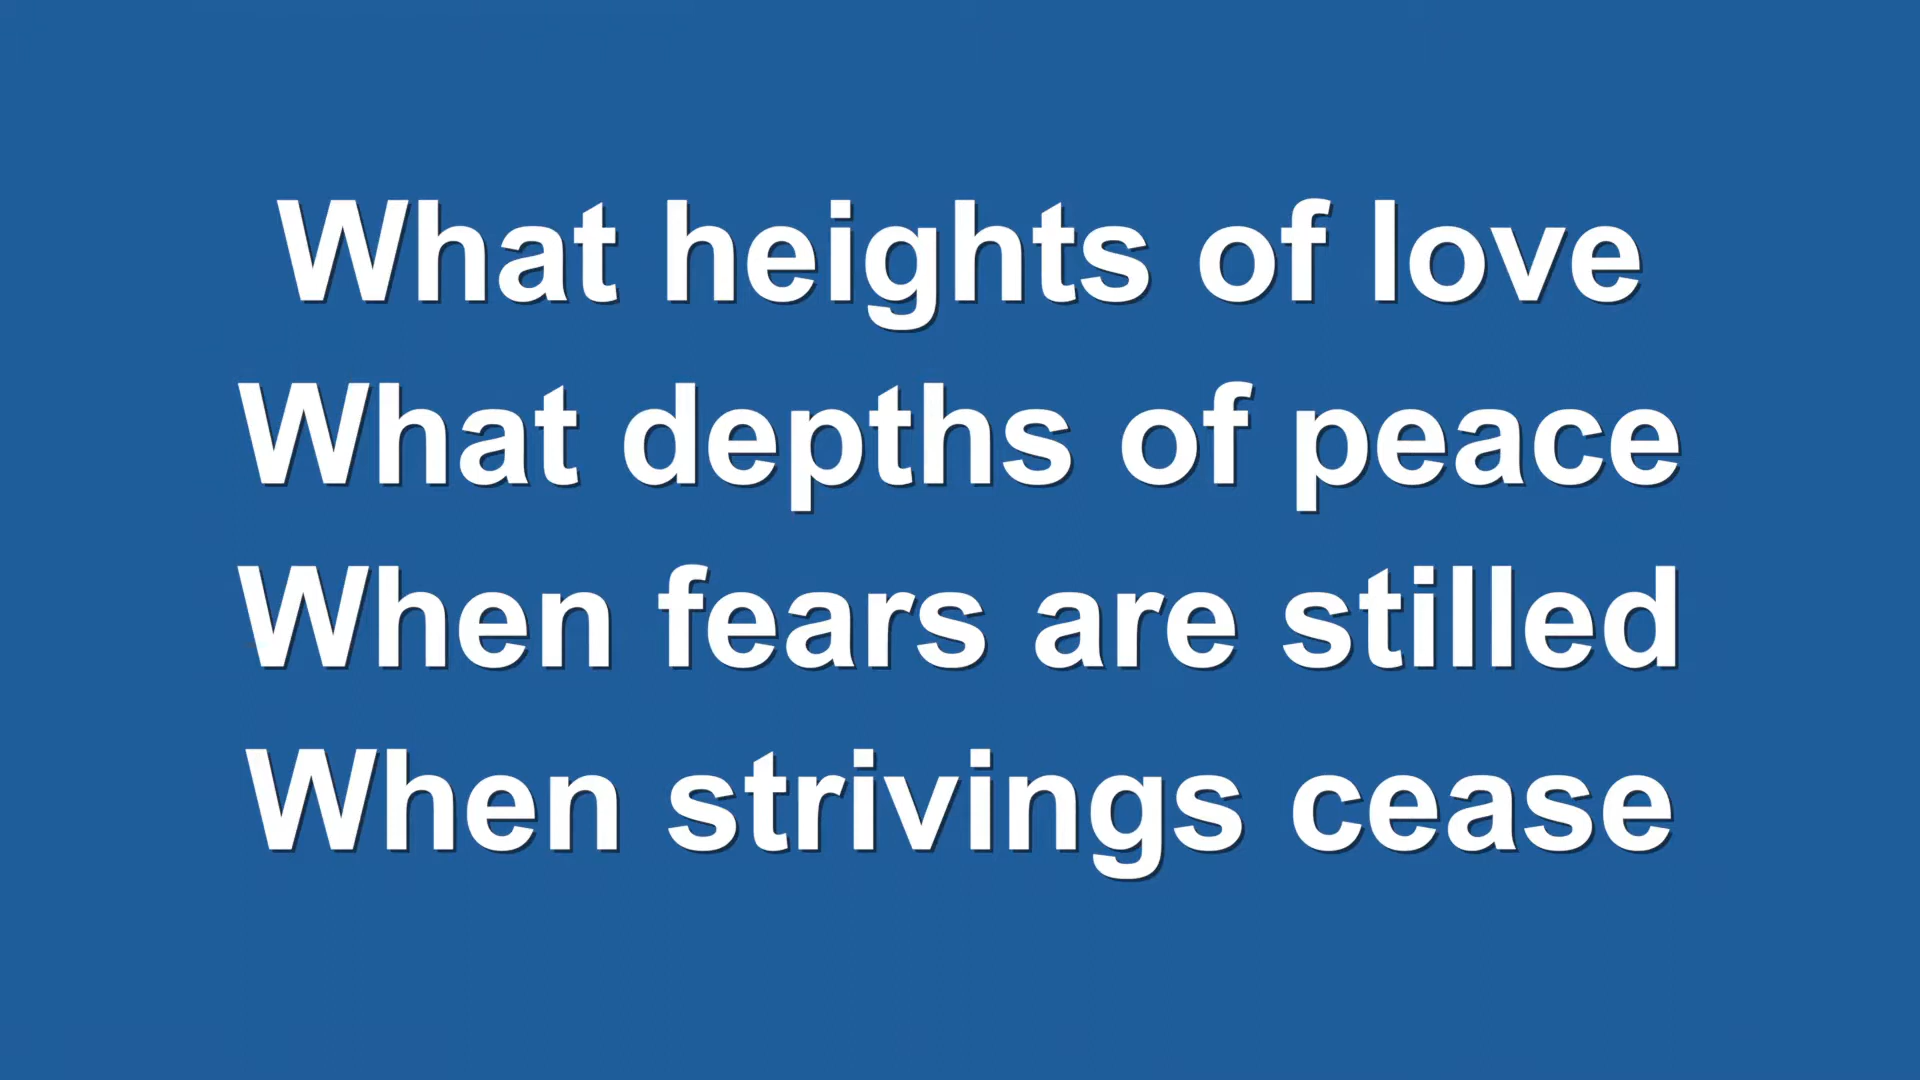 What heights of love
What depths of peace
When fears are stilled
When strivings cease